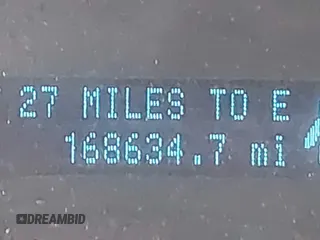 27 MILES TO E
168634.7 mi
DREAMBID